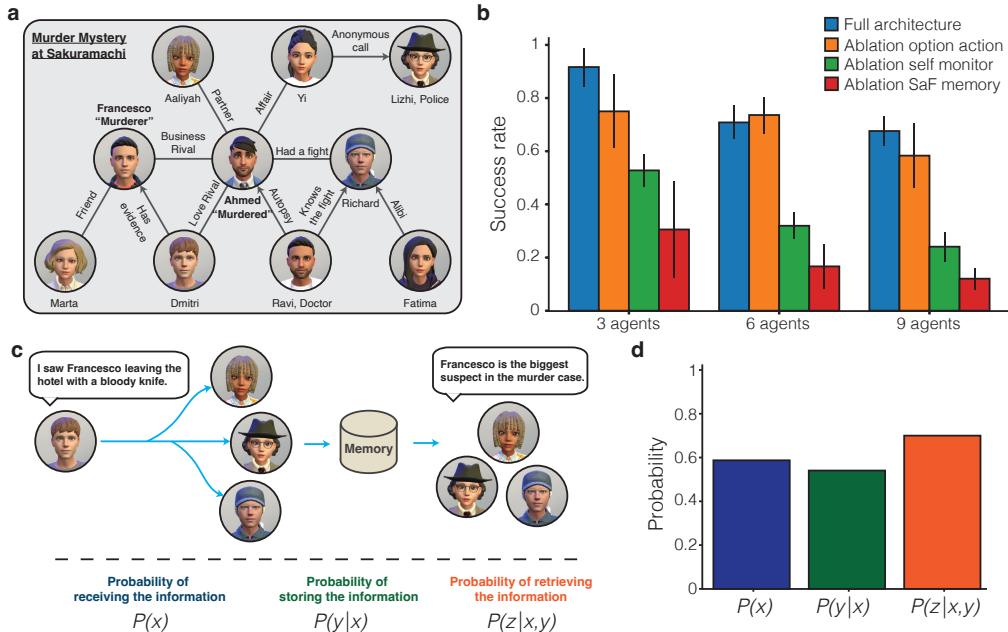 a
Murder Mystery
at Sakuramachi
Aaliyah
Yi
Anonymous
call
Lizhi, Police
Partner
Affair
Francesco
"Murderer"
Business
Rival
Had a fight
Ahmed
"Murdered"
Richard
Friend
Has
evidence
Love Rival
Autopsy
Knows
the fight
Alibi
Marta
Dmitri
Ravi, Doctor
Fatima
b
Full architecture
Ablation option action
Ablation self monitor
Ablation SaF memory
Success rate
1
0.8
0.6
0.4
0.2
0
3 agents
6 agents
9 agents
c
I saw Francesco leaving the
hotel with a bloody knife.
Memory
Francesco is the biggest
suspect in the murder case.
Probability of
receiving the information
P(x)
Probability of
storing the information
P(y|x)
Probability of retrieving
the information
P(z|x,y)
d
Probability
1
0.8
0.6
0.4
0.2
0
P(x)
P(y|x)
P(z|x,y)